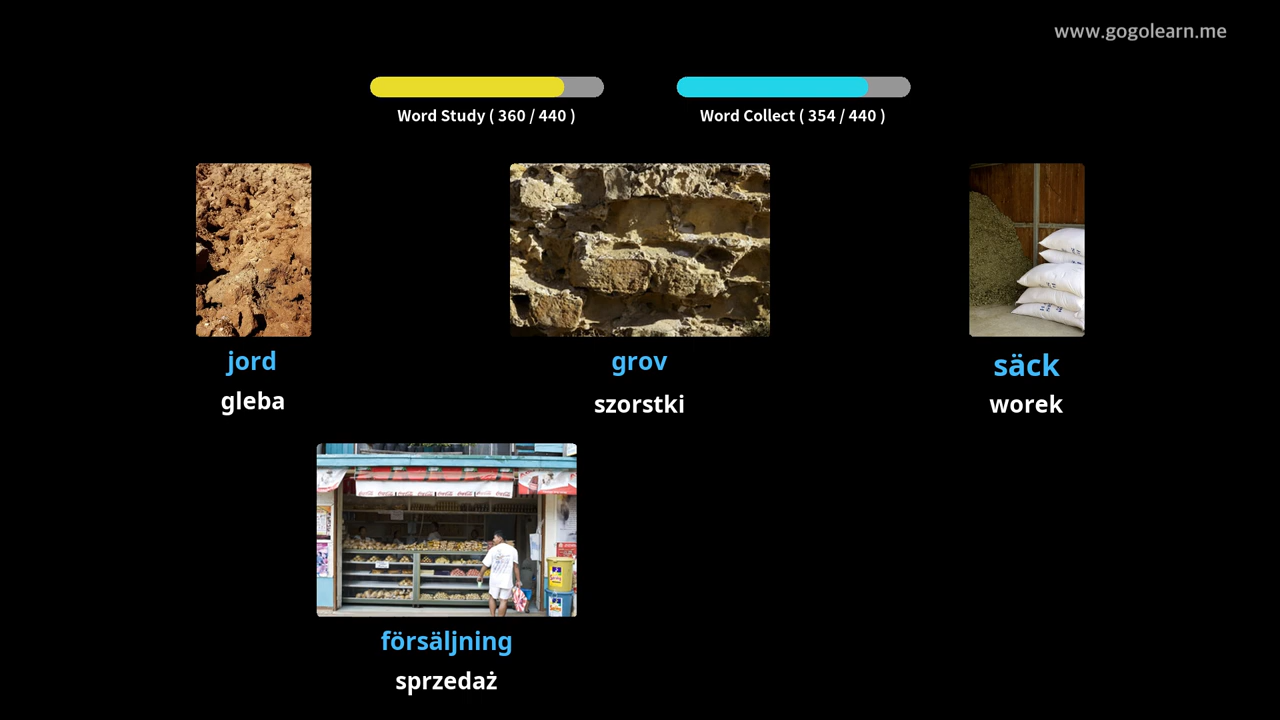 www.gogolearn.me
Word Study ( 360 / 440 )
Word Collect ( 354 / 440 )
jord
gleba
grov
szorstki
säck
worek
försäljning
sprzedaż